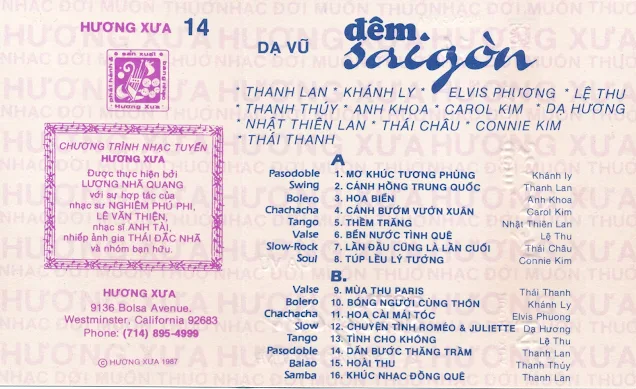 HƯƠNG XƯA 14
sản xuất
phát hành &
băng nhạc
Hương Xưa
CHƯƠNG TRÌNH NHẠC TUYỂN
HƯƠNG XƯA
Được thực hiện bởi
LƯƠNG NHÃ QUANG
với sự hợp tác của
nhạc sư NGHIÊM PHÚ PHI,
LÊ VĂN THIỆN,
nhạc sĩ ANH TÀI,
nhiếp ảnh gia THÁI ĐẮC NHÃ
và nhóm bạn hữu.
HƯƠNG XƯA
9136 Bolsa Avenue.
Westminster, California 92683
Phone: (714) 895-4999
© HƯƠNG XƯA 1987
DẠ VŨ
đêm
saigòn
* THANH LAN * KHÁNH LY * ELVIS PHƯƠNG * LỆ THU
* THANH THÚY * ANH KHOA * CAROL KIM * DẠ HƯƠNG
* NHẬT THIÊN LAN * THÁI CHÂU * CONNIE KIM
* THÁI THANH
A
Pasodoble 1. MƠ KHÚC TƯƠNG PHÙNG Khánh ly
Swing 2. CÁNH HỒNG TRUNG QUỐC Thanh Lan
Bolero 3. HOA BIỂN Anh Khoa
Chachacha 4. CÁNH BƯỚM VƯỜN XUÂN Carol Kim
Tango 5. THỀM TRĂNG Nhật Thiên Lan
Valse 6. BẾN NƯỚC TÌNH QUÊ Lệ Thu
Slow-Rock 7. LẦN ĐẦU CŨNG LÀ LẦN CUỐI Thái Châu
Soul 8. TÚP LỀU LÝ TƯỞNG Connie Kim
B.
Valse 9. MÙA THU PARIS Thái Thanh
Bolero 10. BÓNG NGƯỜI CÙNG THÔN Khánh Ly
Chachacha 11. HOA CÀI MÁI TÓC Elvis Phuong
Slow 12. CHUYỆN TÌNH ROMÉO & JULIETTE Dạ Hương
Tango 13. TÌNH CHO KHÔNG Lệ Thu
Pasodoble 14. DẤN BƯỚC THĂNG TRẦM Thanh Lan
Balao 15. HOÀI THU Thanh Thúy
Samba 16. KHÚC NHẠC ĐỒNG QUÊ Thanh Lan